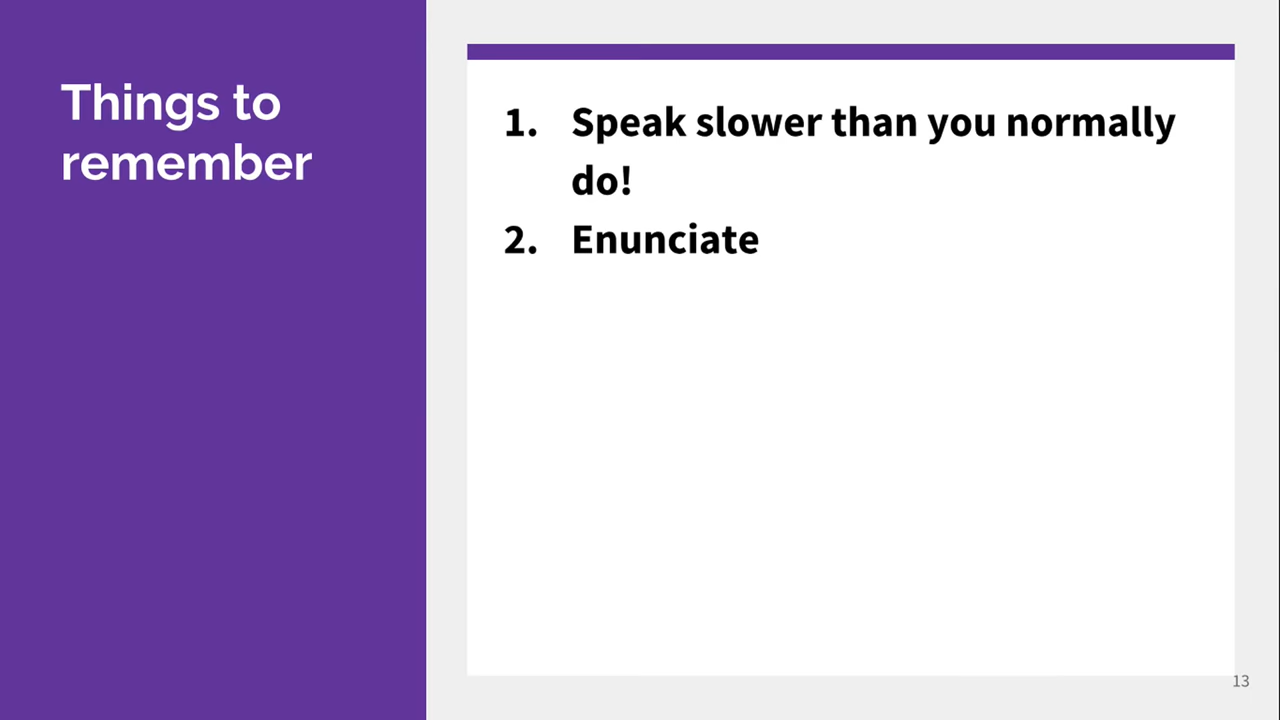 Things to
remember
1. Speak slower than you normally
do!
2. Enunciate
13